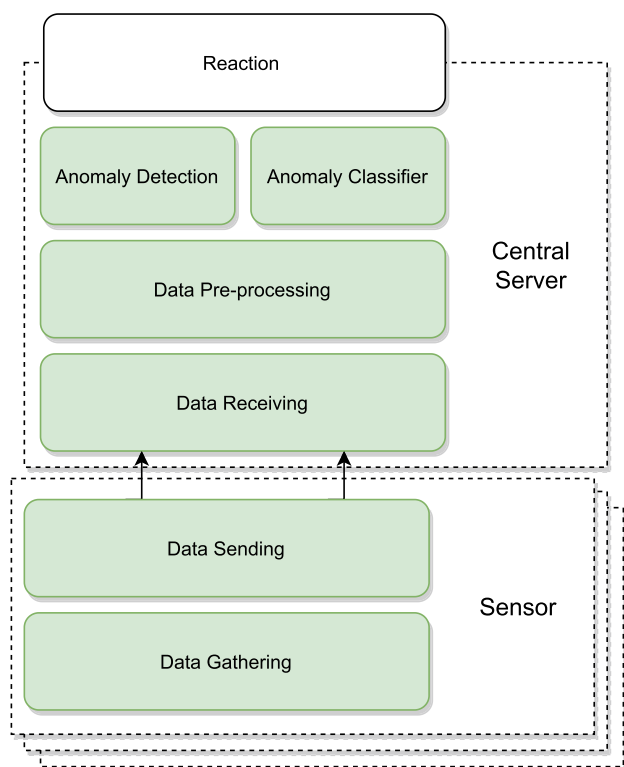 Reaction
Anomaly Detection
Anomaly Classifier
Data Pre-processing
Central
Server
Data Receiving
Data Sending
Sensor
Data Gathering